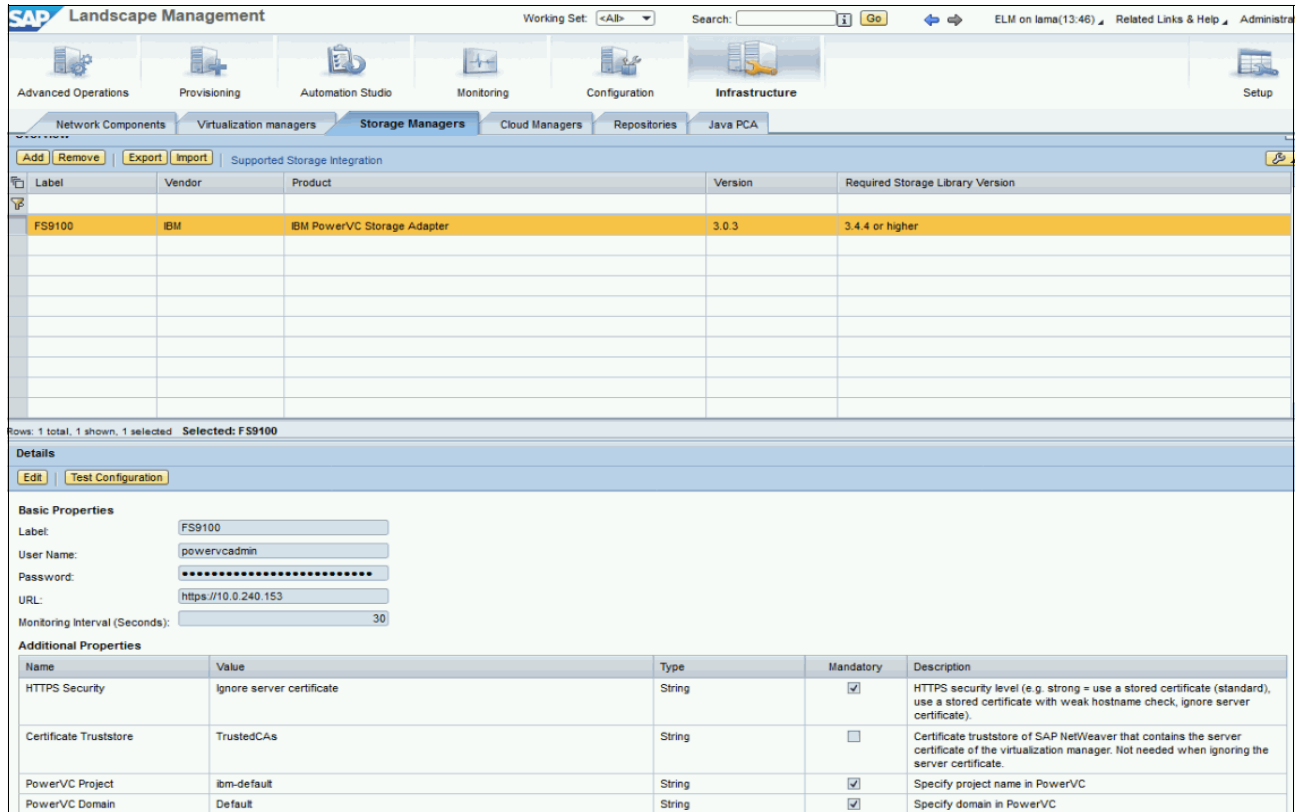 SAP Landscape Management Working Set: <All> Search: i Go ELM on lama(13:46) Related Links & Help Administra
Advanced Operations Provisioning Automation Studio Monitoring Configuration Infrastructure Setup
Network Components Virtualization managers Storage Managers Cloud Managers Repositories Java PCA
Overview
Add Remove Export Import Supported Storage Integration
Label Vendor Product Version Required Storage Library Version
FS9100 IBM IBM PowerVC Storage Adapter 3.0.3 3.4.4 or higher
Rows: 1 total, 1 shown, 1 selected Selected: FS9100
Details
Edit Test Configuration
Basic Properties
Label: FS9100
User Name: powervcadmin
Password: ••••••••••••••••••••••••••
URL: https://10.0.240.153
Monitoring Interval (Seconds): 30
Additional Properties
Name Value Type Mandatory Description
HTTPS Security Ignore server certificate String HTTPS security level (e.g. strong = use a stored certificate (standard),
use a stored certificate with weak hostname check, ignore server
certificate).
Certificate Truststore TrustedCAs String Certificate truststore of SAP NetWeaver that contains the server
certificate of the virtualization manager. Not needed when ignoring the
server certificate.
PowerVC Project ibm-default String Specify project name in PowerVC
PowerVC Domain Default String Specify domain in PowerVC